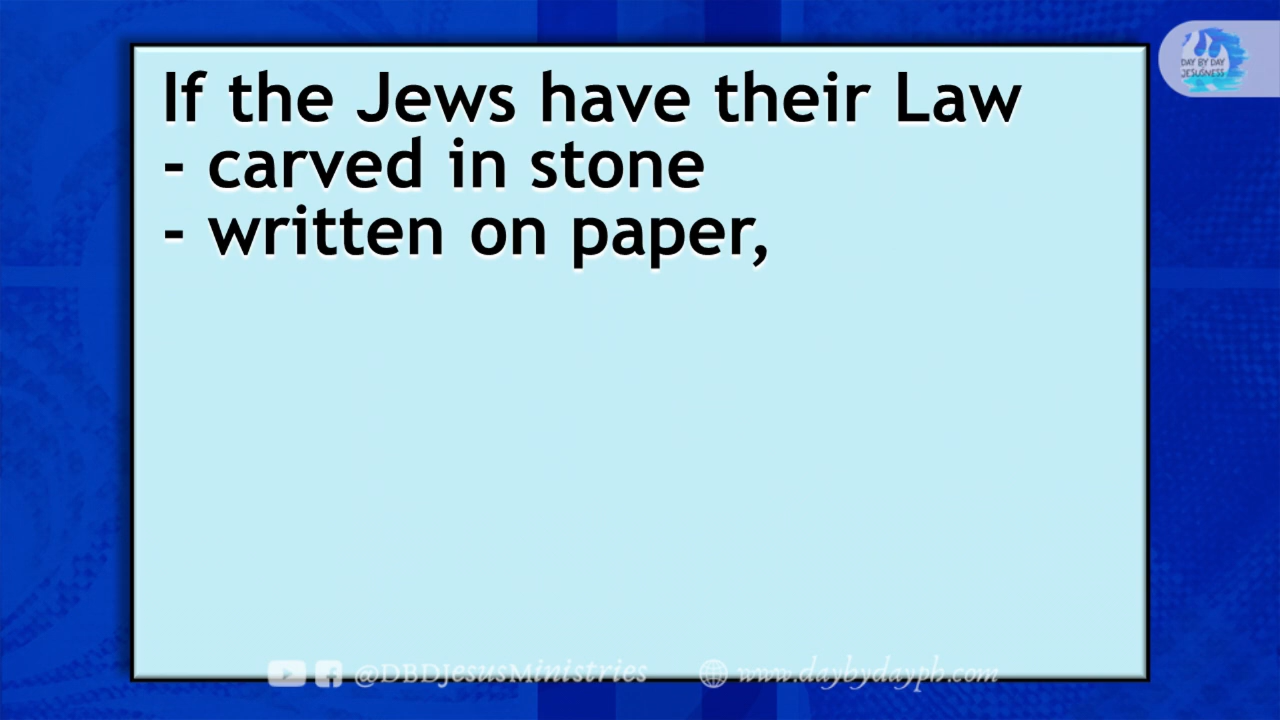 If the Jews have their Law
- carved in stone
- written on paper,
DAY BY DAY
JESUSNESS
@DBDJesusMinistries
www.daybydayph.com